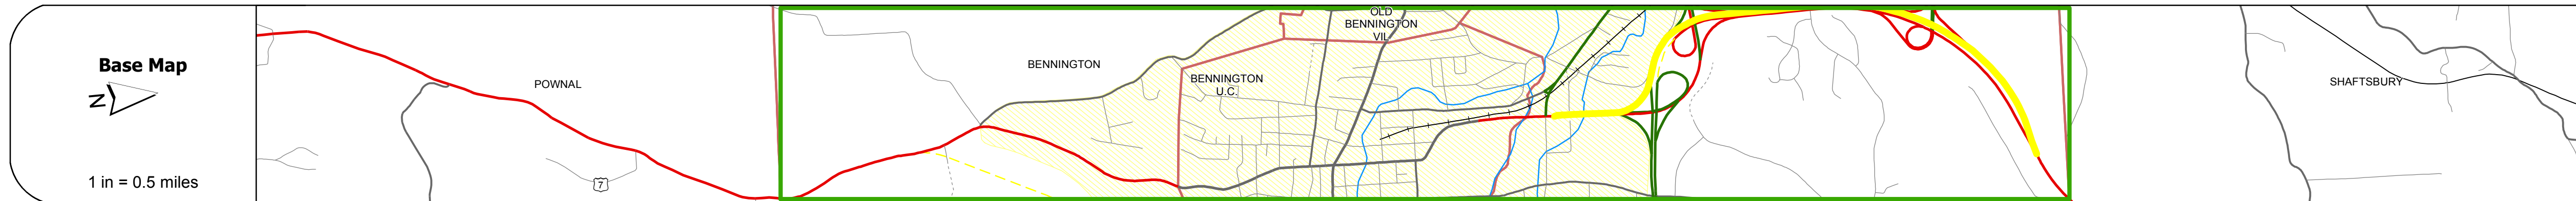 Base Map
N
1 in = 0.5 miles
POWNAL
7
BENNINGTON
BENNINGTON
U.C.
OLD
BENNINGTON
VIL.
SHAFTSBURY